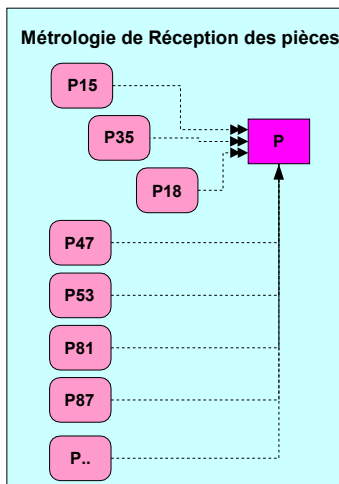 Métrologie de Réception des pièces
P15
P35
P
P18
P47
P53
P81
P87
P..